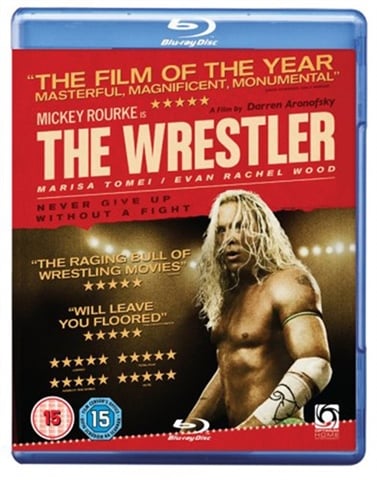 Blu-ray Disc
"THE FILM OF THE YEAR
MASTERFUL, MAGNIFICENT, MONUMENTAL"
MICKEY ROURKE IS
A Film by Darren Aronofsky
THE WRESTLER
MARISA TOMEI / EVAN RACHEL WOOD
NEVER GIVE UP
WITHOUT A FIGHT
"THE RAGING BULL OF
WRESTLING MOVIES"
"WILL LEAVE
YOU FLOORED"
15
15
Blu-ray Disc
OPTIMUM
HOME